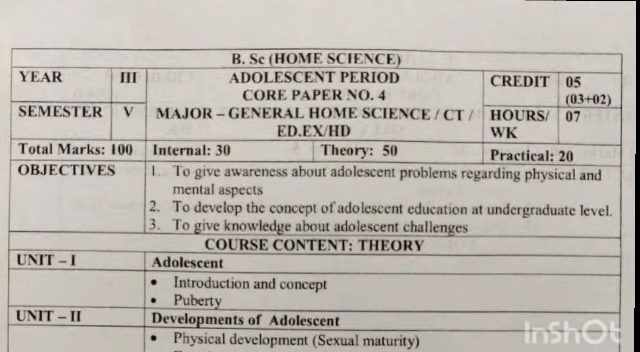 B. Sc (HOME SCIENCE)
YEAR III ADOLESCENT PERIOD CREDIT 05
CORE PAPER NO. 4 (03+02)
SEMESTER V MAJOR – GENERAL HOME SCIENCE / CT / HOURS/ 07
ED.EX/HD WK
Total Marks: 100 Internal: 30 Theory: 50 Practical: 20
OBJECTIVES 1. To give awareness about adolescent problems regarding physical and
mental aspects
2. To develop the concept of adolescent education at undergraduate level.
3. To give knowledge about adolescent challenges
COURSE CONTENT: THEORY
UNIT – I Adolescent
• Introduction and concept
• Puberty
UNIT – II Developments of Adolescent
• Physical development (Sexual maturity)
InShOt